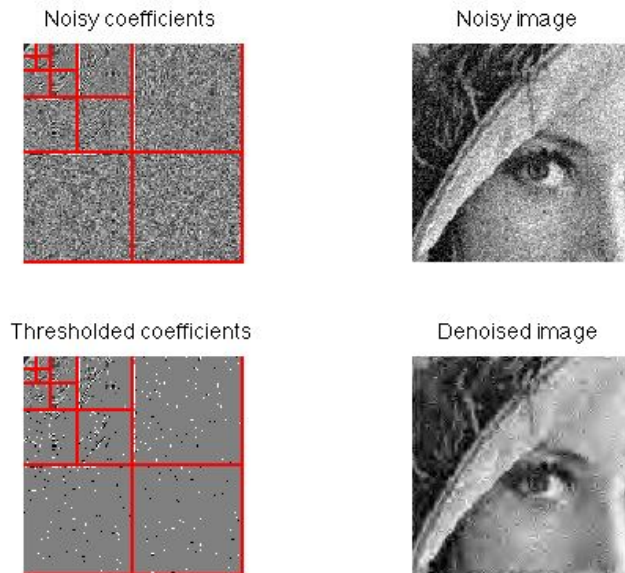 Noisy coefficients
Noisy image
Thresholded coefficients
Denoised image